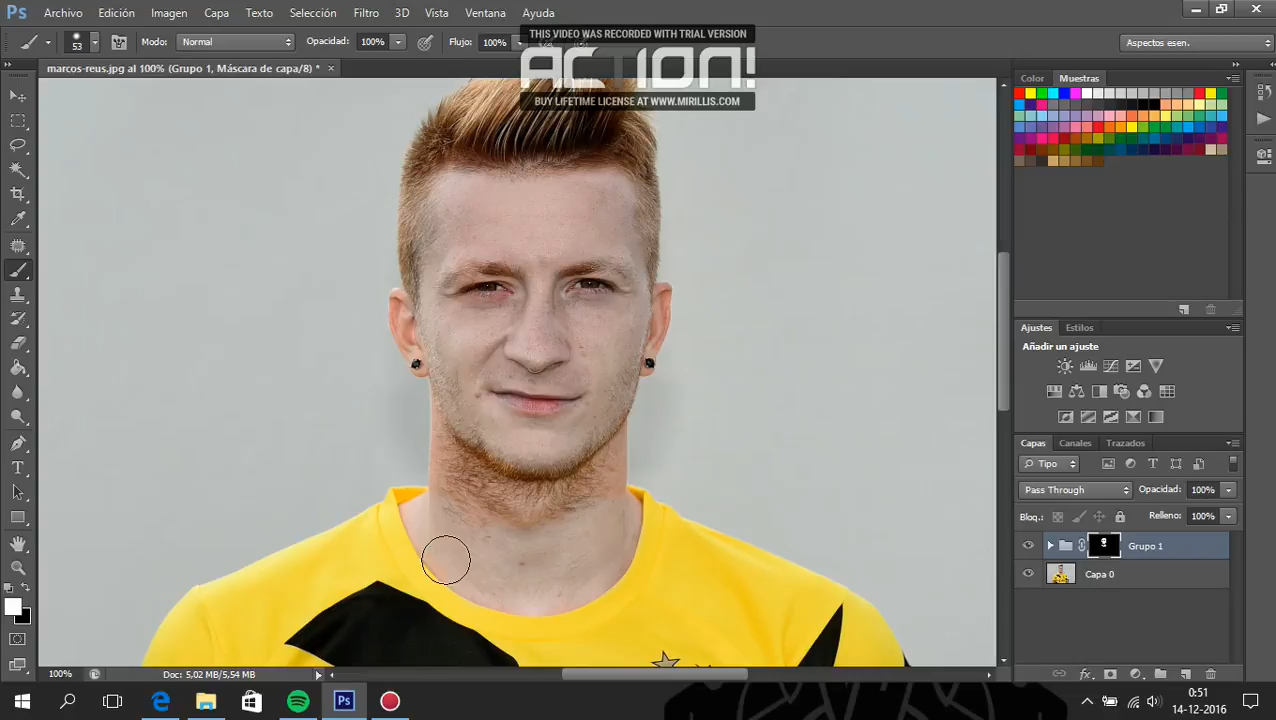 Ps Archivo Edición Imagen Capa Texto Selección Filtro 3D Vista Ventana Ayuda
THIS VIDEO WAS RECORDED WITH TRIAL VERSION
ACTION!
BUY LIFETIME LICENSE AT WWW.MIRILLIS.COM
53 Modo: Normal Opacidad: 100% Flujo: 100% Aspectos esen.
marcos-reus.jpg al 100% (Grupo 1, Máscara de capa/8) * ×
Color Muestras
Ajustes Estilos
Añadir un ajuste
Capas Canales Trazados
Tipo
Pass Through Opacidad: 100%
Bloq.: Relleno: 100%
Grupo 1
Capa 0
100% Doc: 5,02 MB/5,54 MB
Ps
0:51
14-12-2016